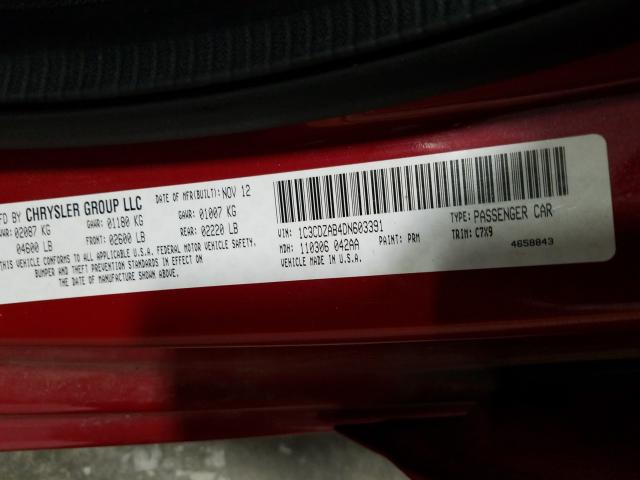 FD BY CHRYSLER GROUP LLC DATE OF MFR(BUILT): NOV 12
GAWR: 01180 KG GAWR: 01007 KG
02087 KG
04600 LB FRONT: 02600 LB REAR: 02220 LB
THIS VEHICLE CONFORMS TO ALL APPLICABLE U.S.A. FEDERAL MOTOR VEHICLE SAFETY,
BUMPER AND THEFT PREVENTION STANDARDS IN EFFECT ON
THE DATE OF MANUFACTURE SHOWN ABOVE.
VIN: 1C3CDZAB4DN603391 TYPE: PASSENGER CAR
MDH: 110306 042AA PAINT: PRM TRIM: C7X9
VEHICLE MADE IN U.S.A. 4658843